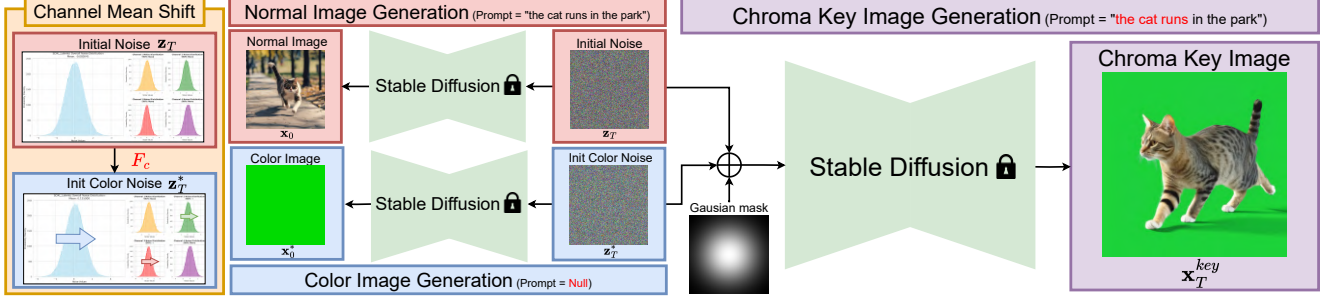 Channel Mean Shift
Initial Noise z_T
F_c
Init Color Noise z*_T
Normal Image Generation (Prompt = "the cat runs in the park")
Normal Image
x_0
Stable Diffusion
Initial Noise
z_T
Color Image
x*_0
Stable Diffusion
Init Color Noise
z*_T
Color Image Generation (Prompt = Null)
Gausian mask
Chroma Key Image Generation (Prompt = "the cat runs in the park")
Stable Diffusion
Chroma Key Image
x_T^key